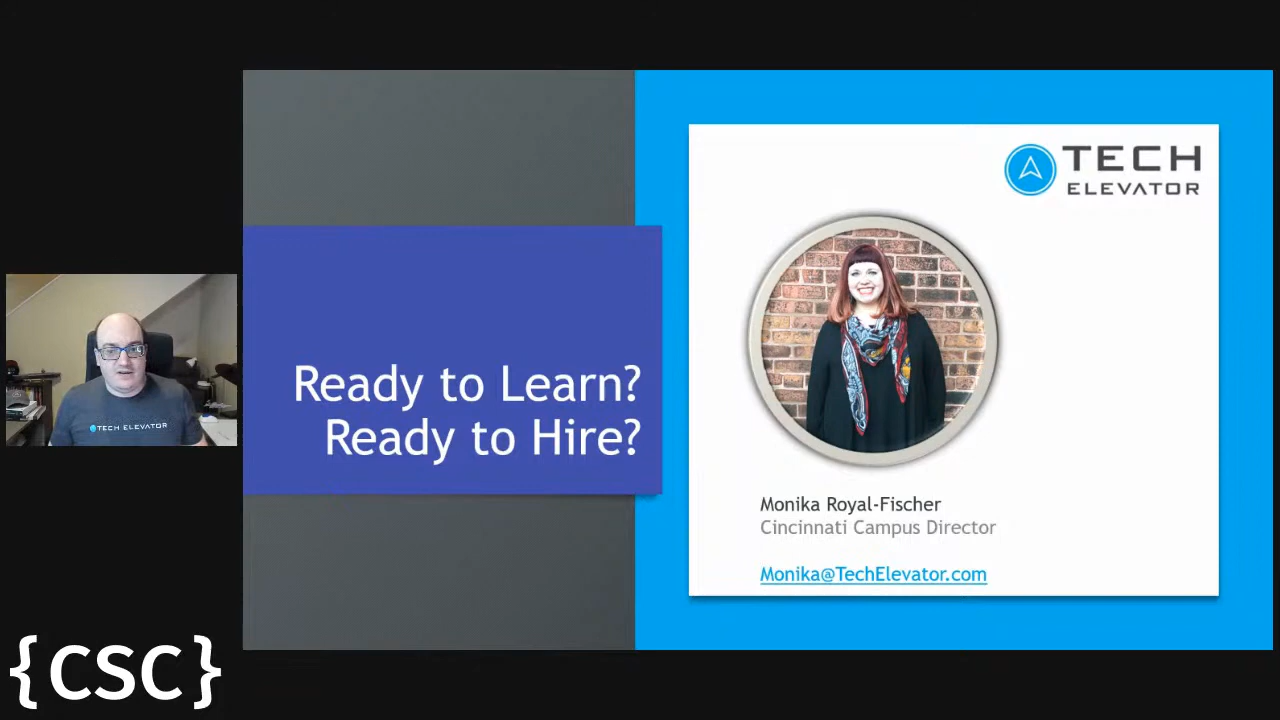 TECH
ELEVATOR
Ready to Learn?
Ready to Hire?
Monika Royal-Fischer
Cincinnati Campus Director
Monika@TechElevator.com
TECH ELEVATOR
{CSC}